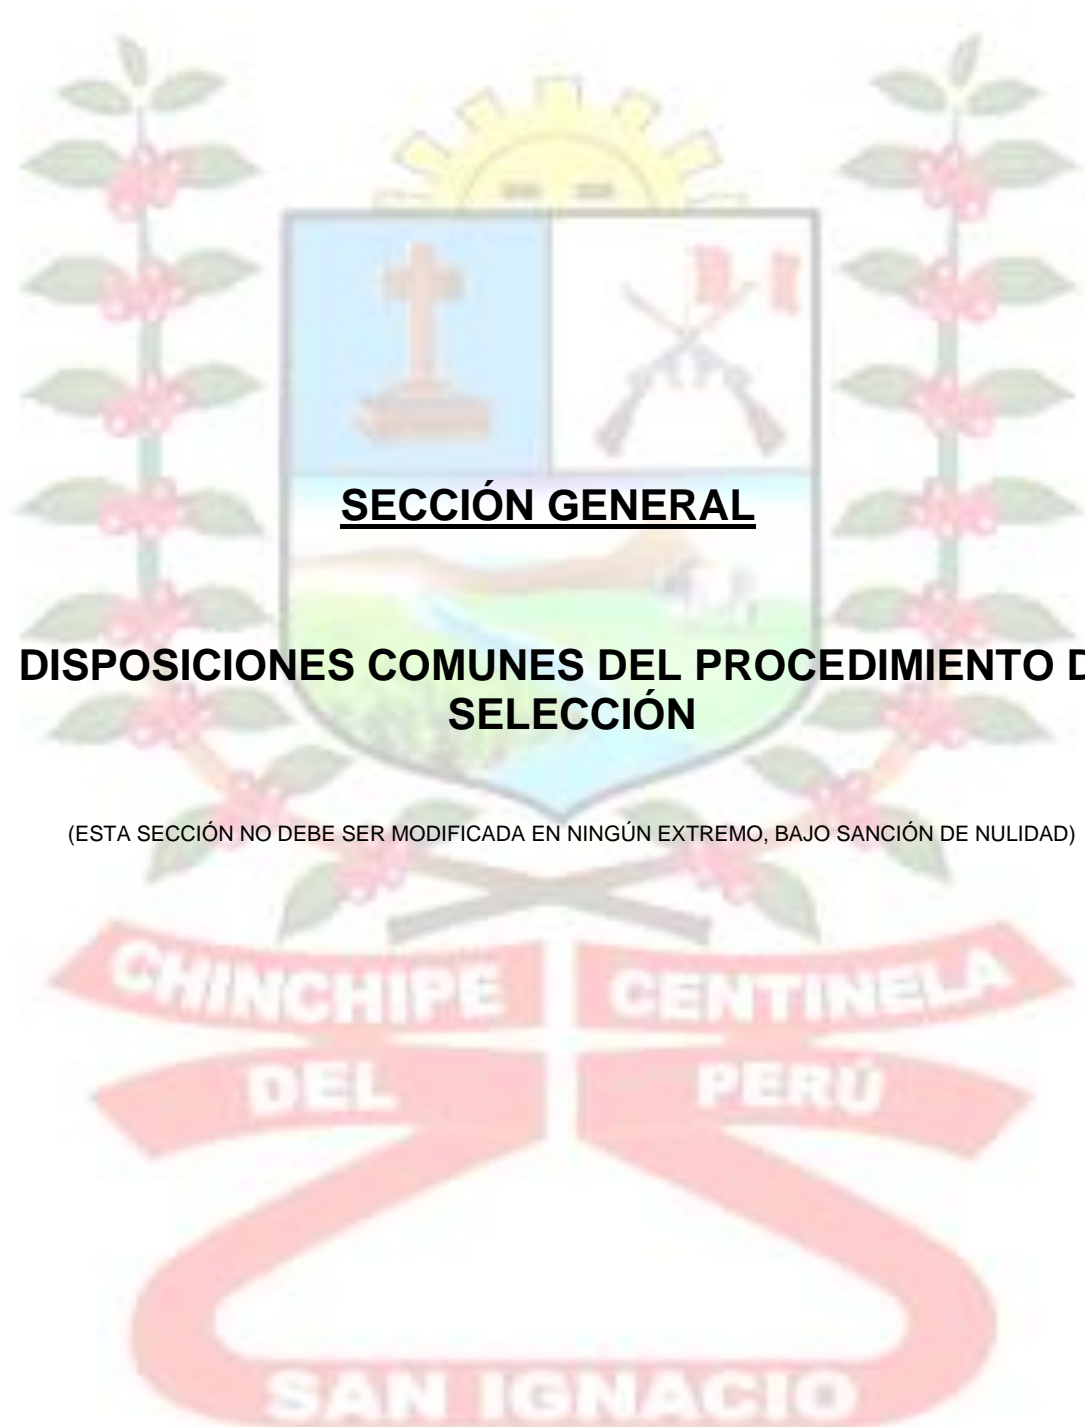 SECCIÓN GENERAL
DISPOSICIONES COMUNES DEL PROCEDIMIENTO D
SELECCIÓN
(ESTA SECCIÓN NO DEBE SER MODIFICADA EN NINGÚN EXTREMO, BAJO SANCIÓN DE NULIDAD)
CHINCHIPE CENTINELA
DEL PERÚ
SAN IGNACIO